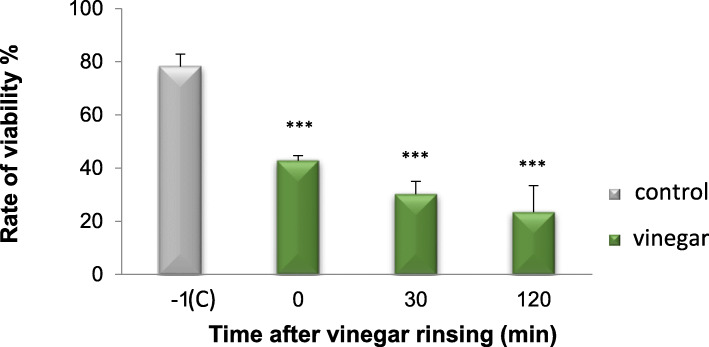 Rate of viability %
100
80
60
40
20
0
***
***
***
-1(C) 0 30 120
Time after vinegar rinsing (min)
control
vinegar